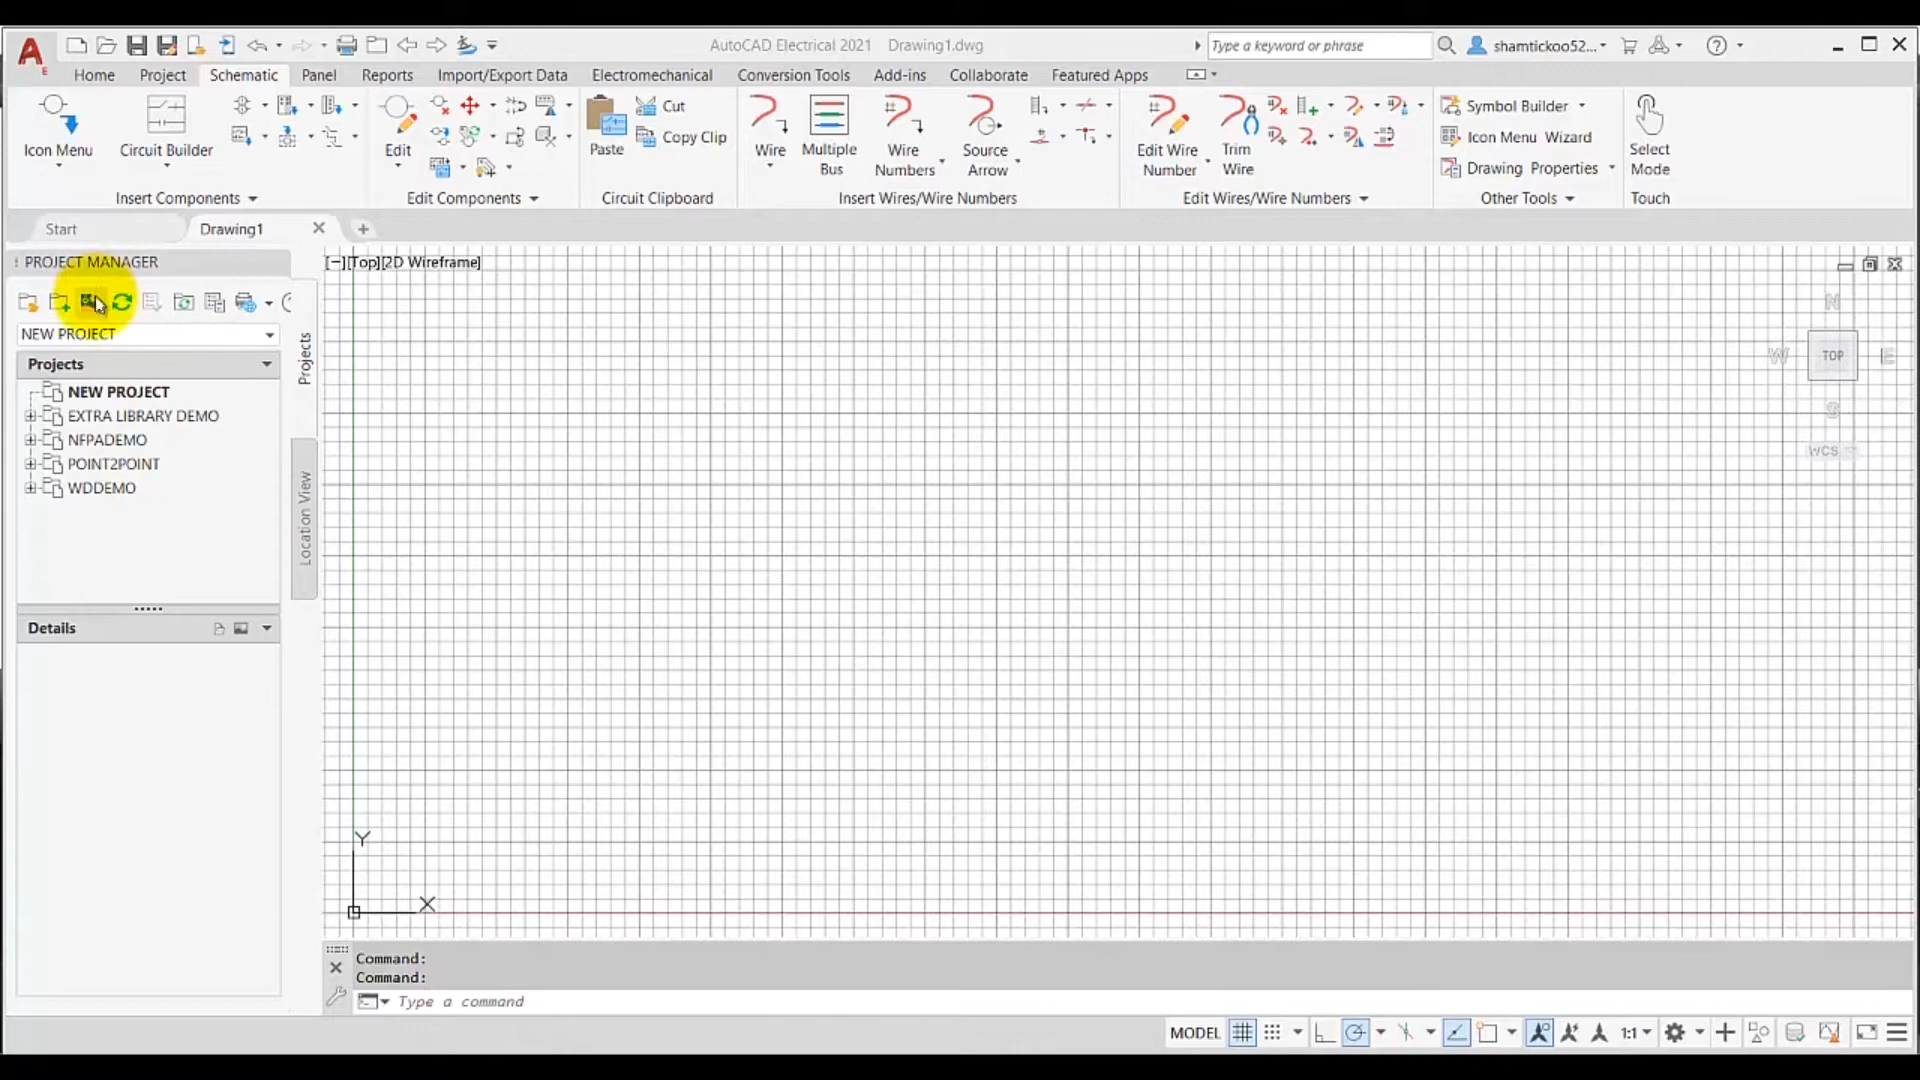 AutoCAD Electrical 2021 Drawing1.dwg
Type a keyword or phrase
shamtickoo52...
Home Project Schematic Panel Reports Import/Export Data Electromechanical Conversion Tools Add-ins Collaborate Featured Apps
Icon Menu
Circuit Builder
Insert Components
Edit
Edit Components
Paste
Cut
Copy Clip
Circuit Clipboard
Wire
Multiple
Bus
Wire
Numbers
Source
Arrow
Insert Wires/Wire Numbers
Edit Wire
Number
Trim
Wire
Edit Wires/Wire Numbers
Symbol Builder
Icon Menu Wizard
Drawing Properties
Other Tools
Select
Mode
Touch
Start
Drawing1
PROJECT MANAGER
NEW PROJECT
Projects
NEW PROJECT
EXTRA LIBRARY DEMO
NFPADEMO
POINT2POINT
WDDEMO
Details
Projects
Location View
[−][Top][2D Wireframe]
N
W
TOP
E
S
WCS
Y
X
Command:
Command:
Type a command
MODEL
1:1